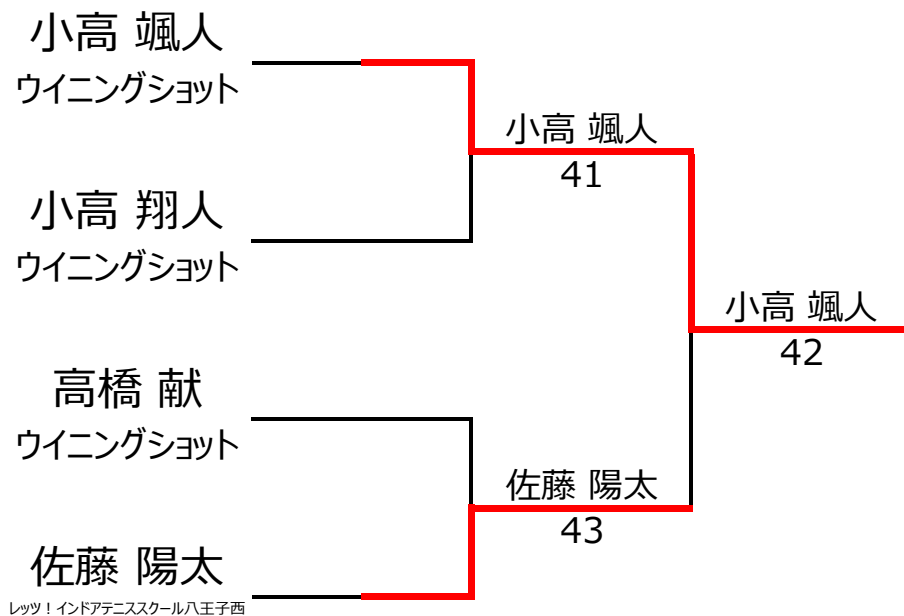 小高 颯人
ウイニングショット
小高 颯人
41
小高 翔人
ウイニングショット
小高 颯人
42
高橋 献
ウイニングショット
佐藤 陽太
43
佐藤 陽太
レッツ！インドアテニススクール八王子西